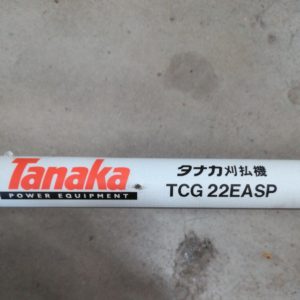 Tanaka
POWER EQUIPMENT
タナカ刈払機
TCG 22EASP